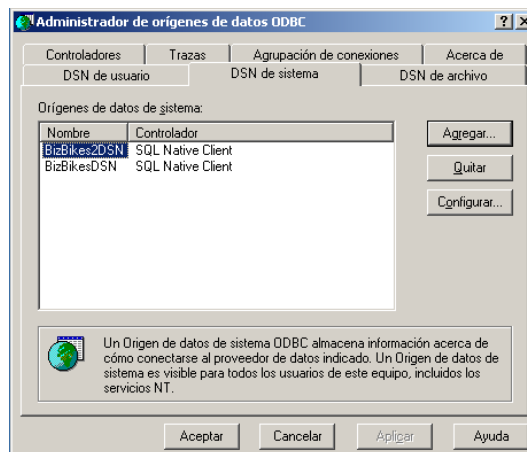 Administrador de orígenes de datos ODBC
Controladores Trazas Agrupación de conexiones Acerca de
DSN de usuario DSN de sistema DSN de archivo
Orígenes de datos de sistema:
Nombre Controlador
BizBikes2DSN SQL Native Client
BizBikesDSN SQL Native Client
Agregar...
Quitar
Configurar...
Un Origen de datos de sistema ODBC almacena información acerca de
cómo conectarse al proveedor de datos indicado. Un Origen de datos de
sistema es visible para todos los usuarios de este equipo, incluidos los
servicios NT.
Aceptar Cancelar Aplicar Ayuda